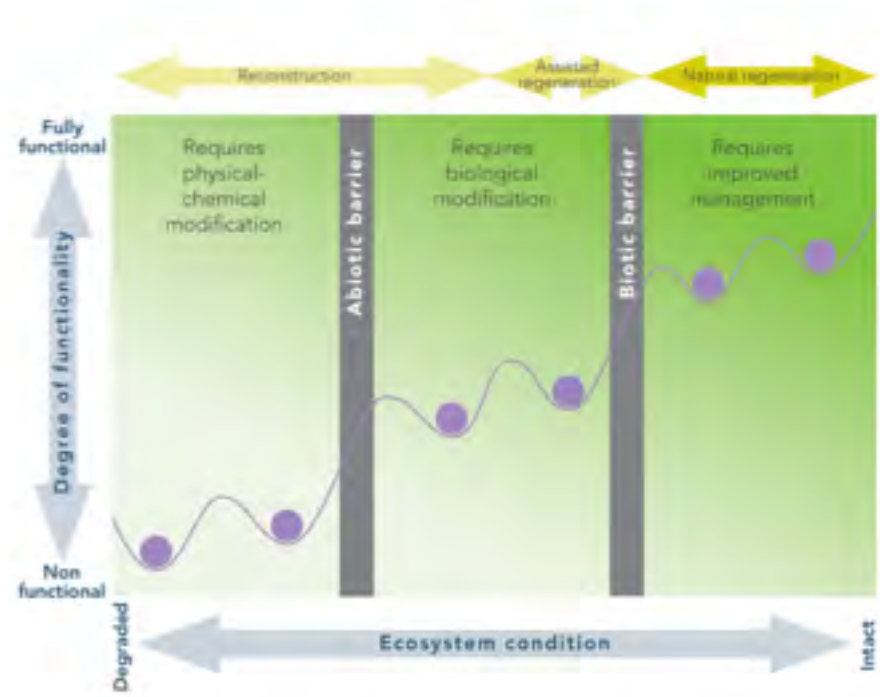 Reconstruction
Assisted
regeneration
Natural regeneration
Fully
functional
Requires
physical-
chemical
modification
Abiotic barrier
Requires
biological
modification
Biotic barrier
Requires
improved
management
Degree of functionality
Non
functional
Degraded
Ecosystem condition
Intact